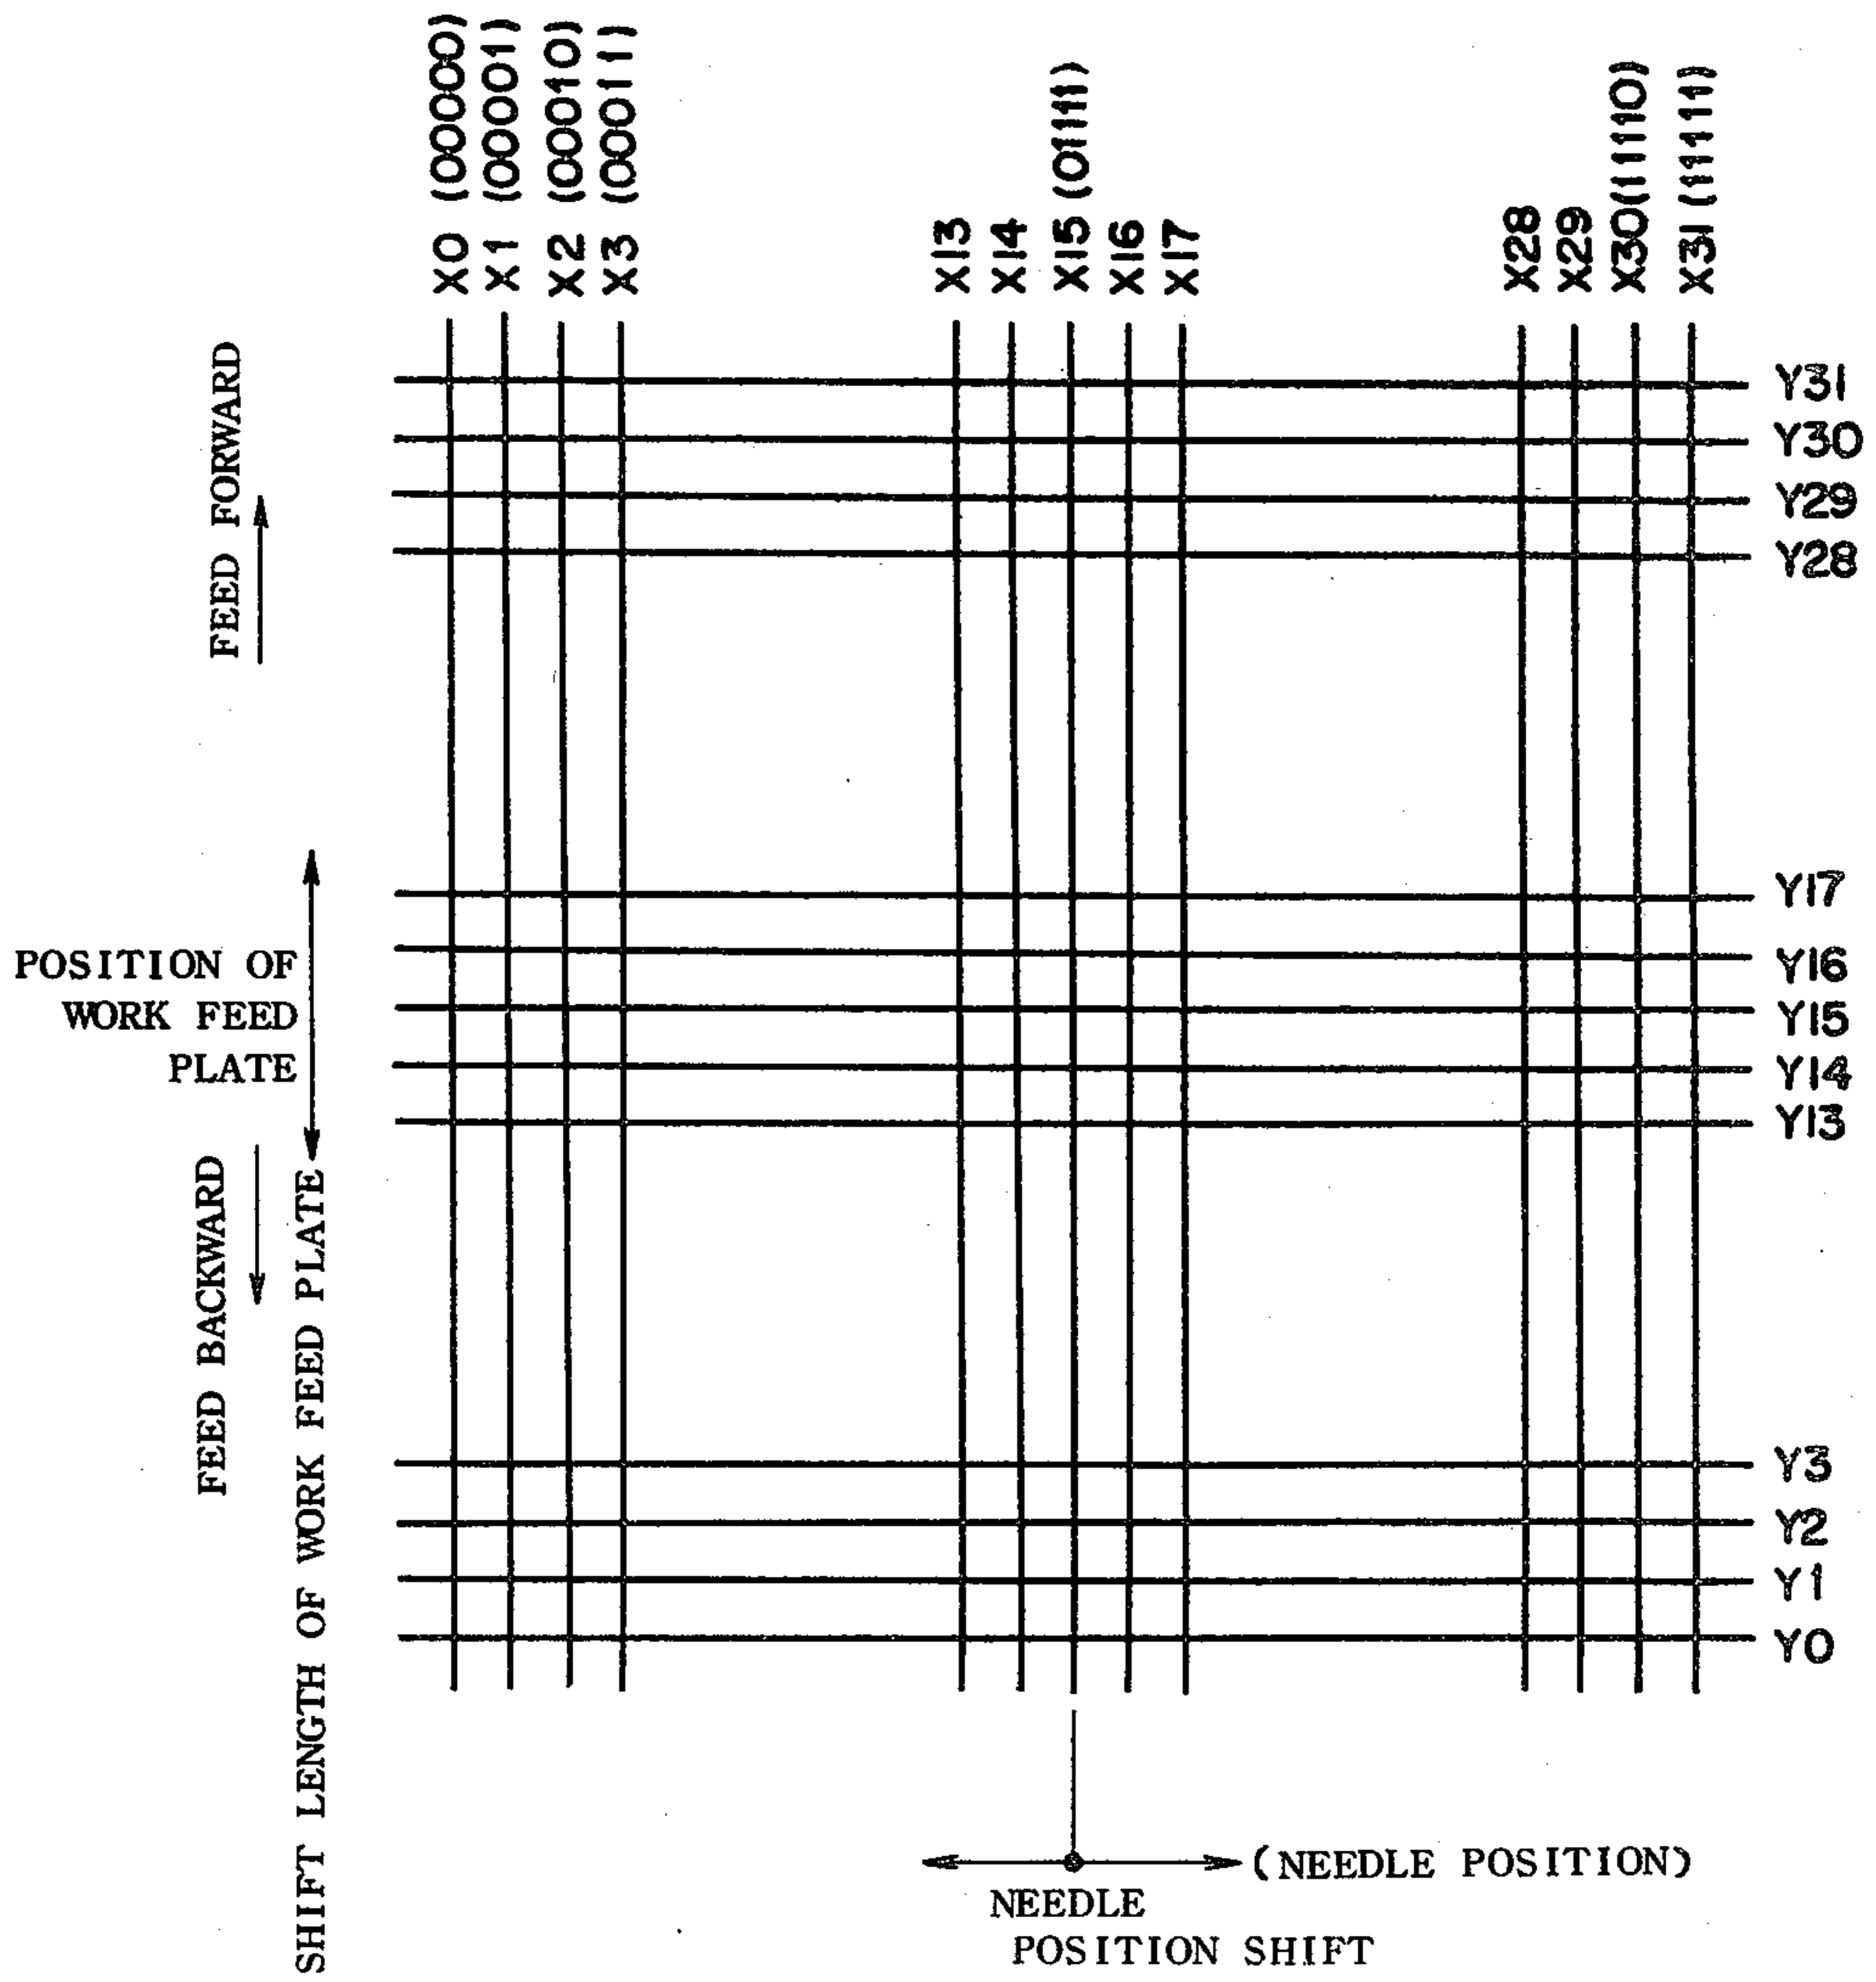 X0 (00000)
X1 (00001)
X2 (00010)
X3 (00011)
X13
X14
X15 (01111)
X16
X17
X28
X29
X30(11110)
X31(11111)
Y31
Y30
Y29
Y28
Y17
Y16
Y15
Y14
Y13
Y3
Y2
Y1
Y0
FEED FORWARD
POSITION OF
WORK FEED
PLATE
FEED BACKWARD
SHIFT LENGTH OF WORK FEED PLATE
(NEEDLE POSITION)
NEEDLE
POSITION SHIFT